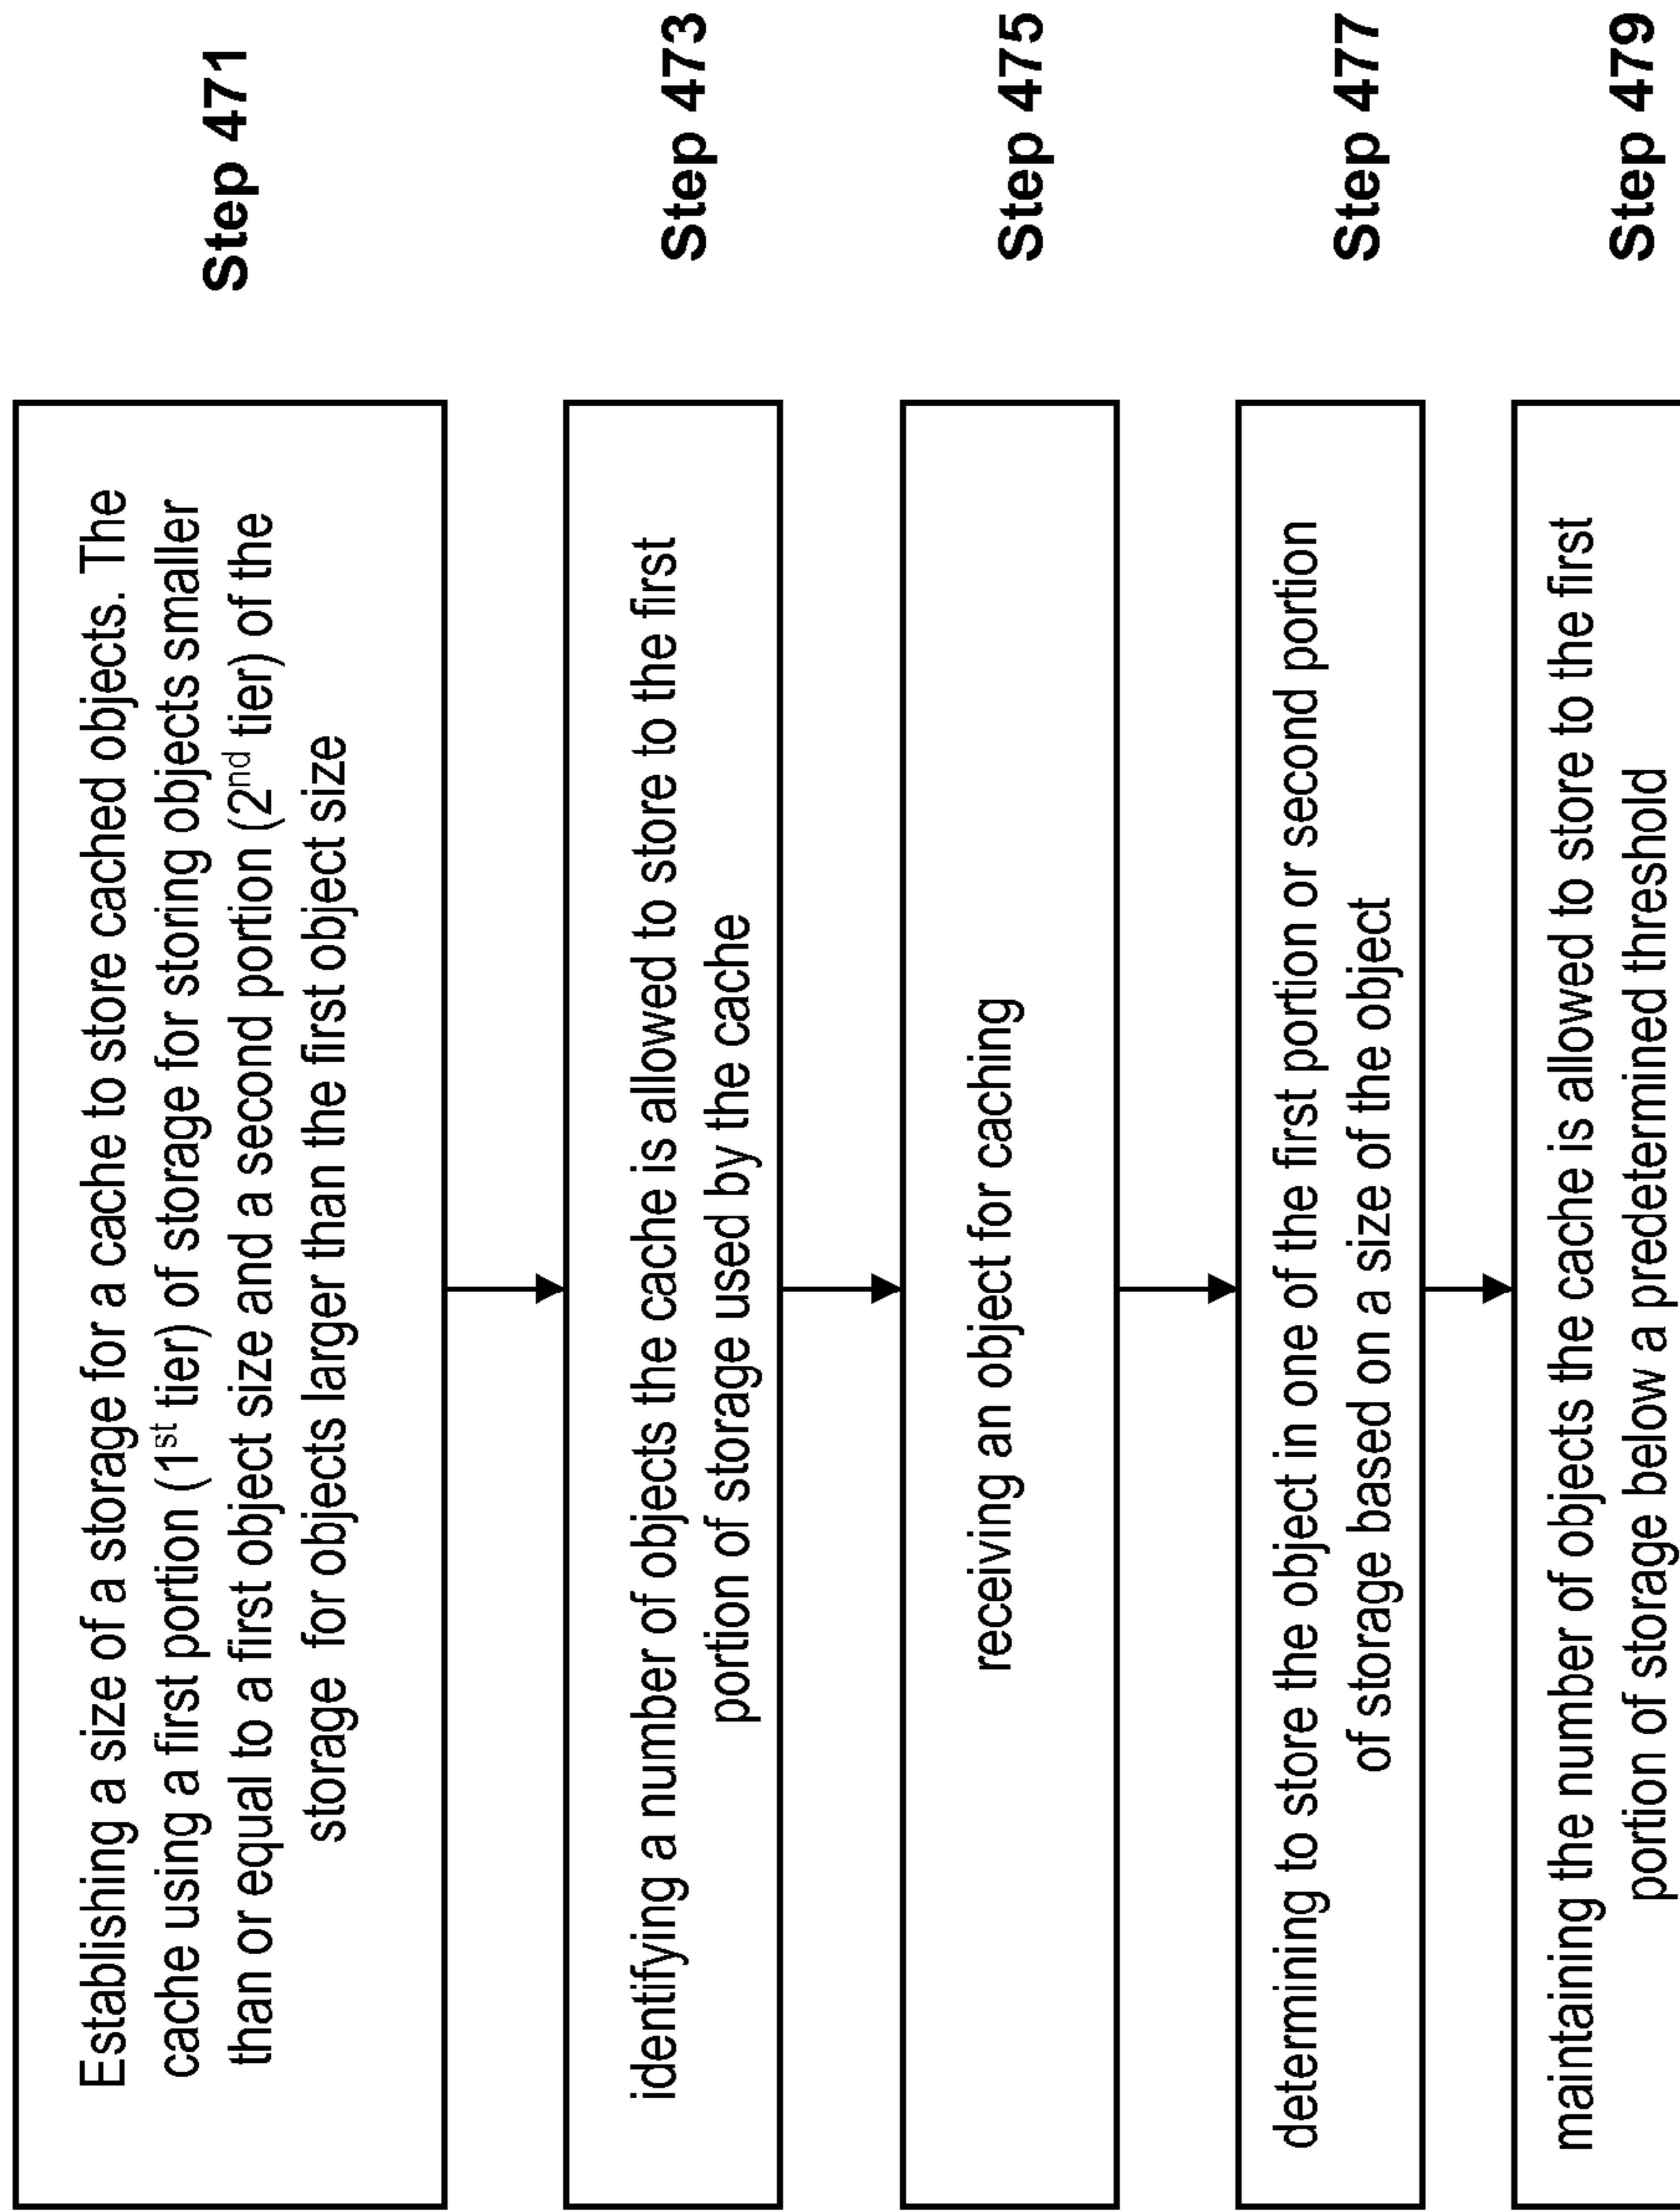 Establishing a size of a storage for a cache to store cached objects. The
cache using a first portion (1st tier) of storage for storing objects smaller
than or equal to a first object size and a second portion (2nd tier) of the
storage for objects larger than the first object size
Step 471
identifying a number of objects the cache is allowed to store to the first
portion of storage used by the cache
Step 473
receiving an object for caching
Step 475
determining to store the object in one of the first portion or second portion
of storage based on a size of the object
Step 477
maintaining the number of objects the cache is allowed to store to the first
portion of storage below a predetermined threshold
Step 479